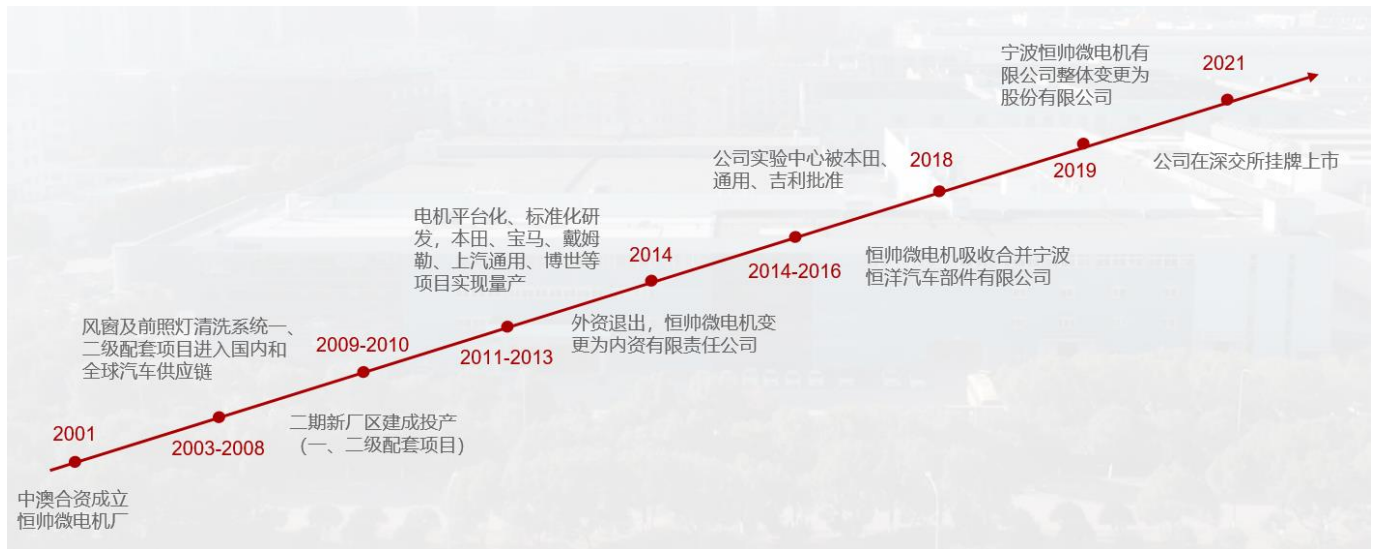 2001
中澳合资成立
恒帅微电机厂
风窗及前照灯清洗系统一、
二级配套项目进入国内和
全球汽车供应链
2003-2008
2009-2010
二期新厂区建成投产
（一、二级配套项目）
电机平台化、标准化研
发，本田、宝马、戴姆
勒、上汽通用、博世等
项目实现量产
2011-2013
2014
外资退出，恒帅微电机变
更为内资有限责任公司
2014-2016
恒帅微电机吸收合并宁波
恒洋汽车部件有限公司
公司实验中心被本田、
通用、吉利批准
2018
宁波恒帅微电机有
限公司整体变更为
股份有限公司
2019
2021
公司在深交所挂牌上市